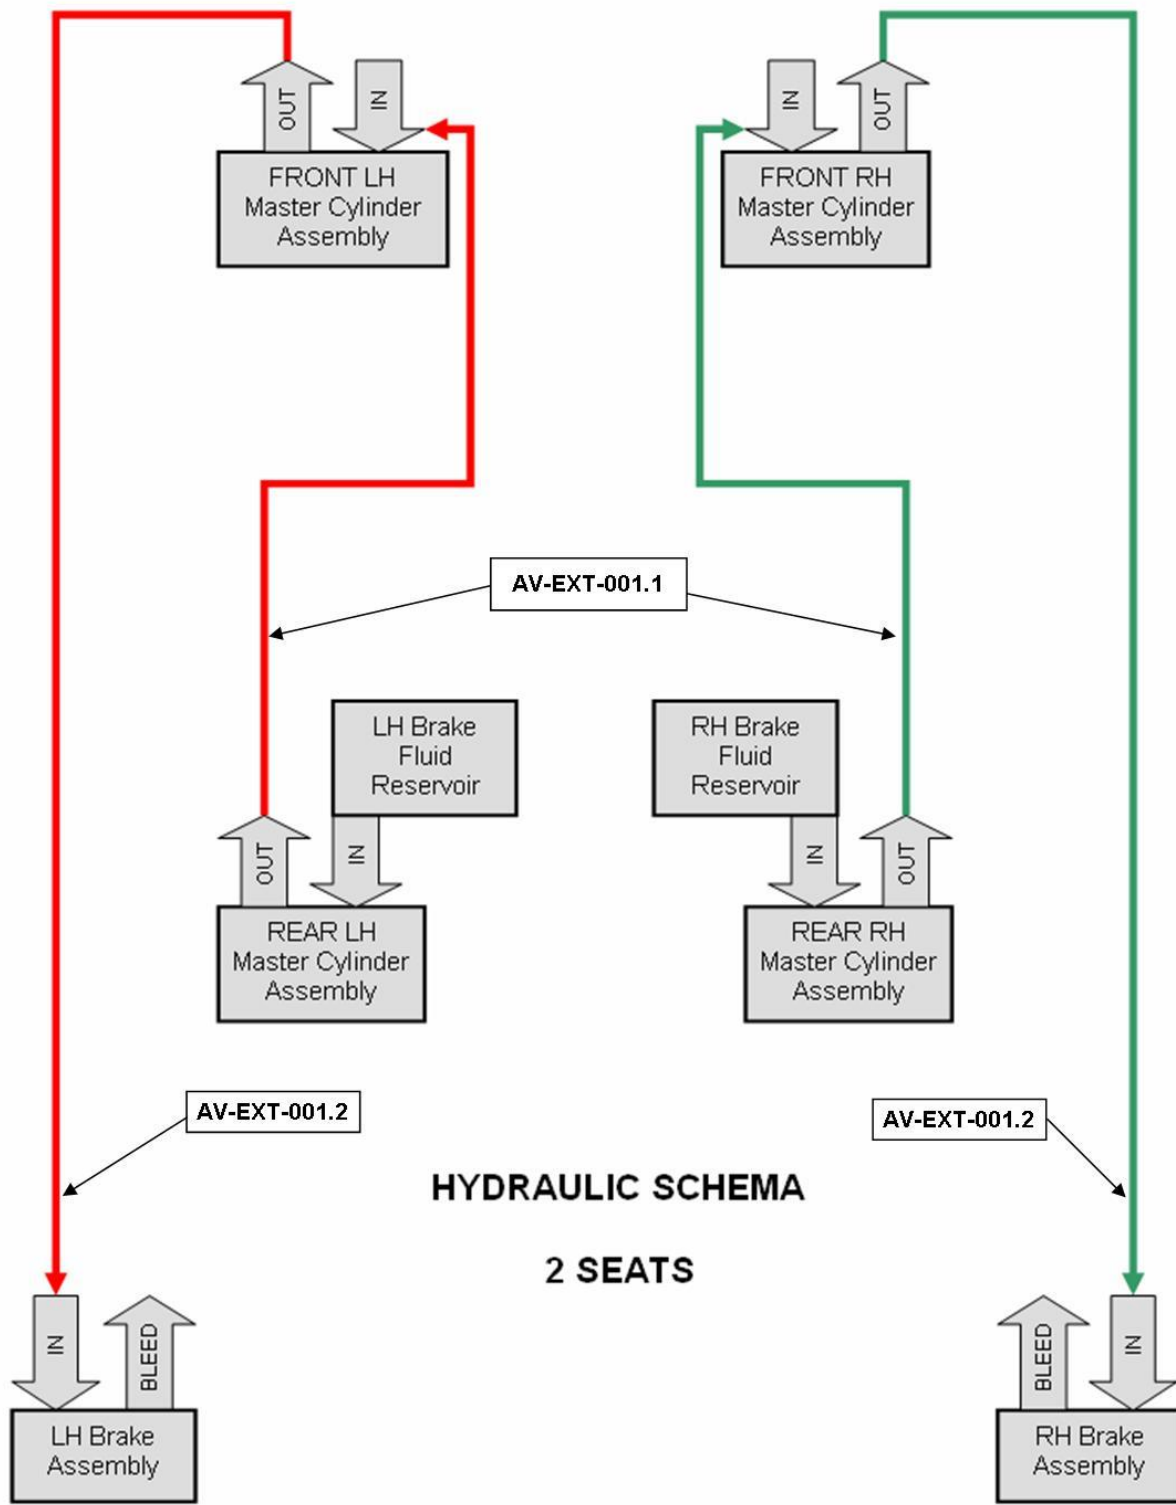 OUT
IN
FRONT LH
Master Cylinder
Assembly
IN
OUT
FRONT RH
Master Cylinder
Assembly
AV-EXT-001.1
LH Brake
Fluid
Reservoir
RH Brake
Fluid
Reservoir
OUT
IN
REAR LH
Master Cylinder
Assembly
IN
OUT
REAR RH
Master Cylinder
Assembly
AV-EXT-001.2
AV-EXT-001.2
HYDRAULIC SCHEMA
2 SEATS
IN
BLEED
LH Brake
Assembly
BLEED
IN
RH Brake
Assembly